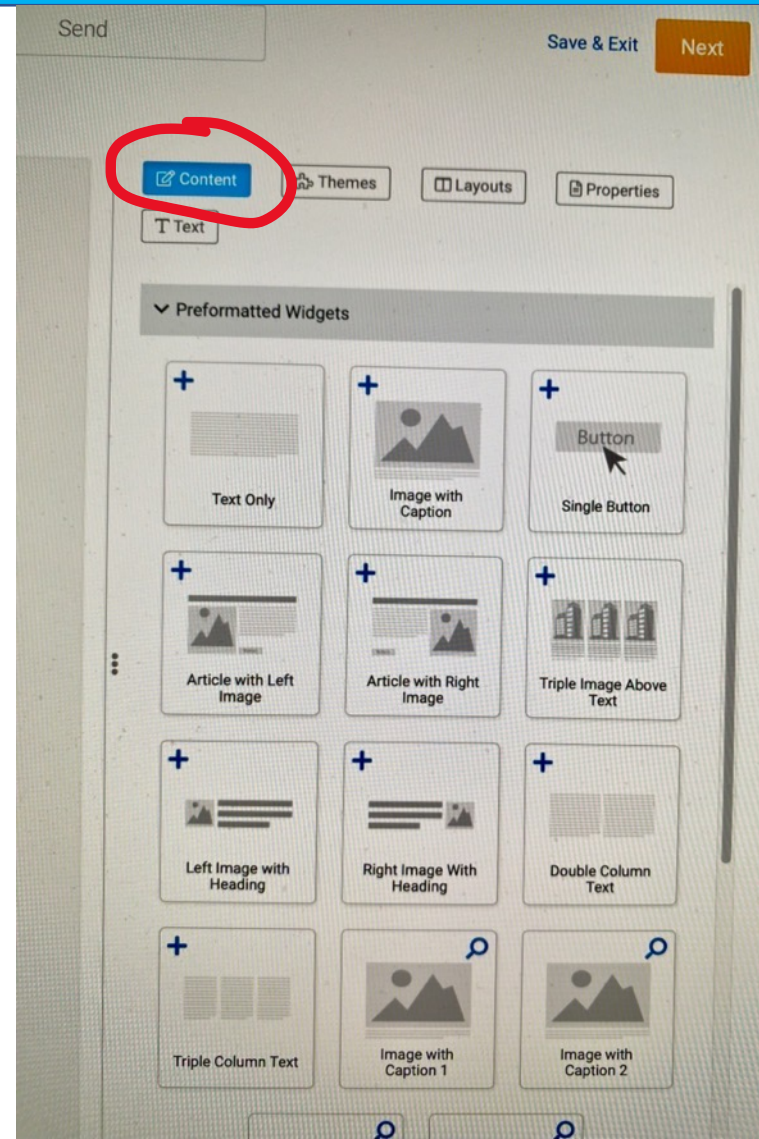 Send
Save & Exit
Next
Content
Themes
Layouts
Properties
T Text
Preformatted Widgets
Text Only
Image with
Caption
Button
Single Button
Article with Left
Image
Article with Right
Image
Triple Image Above
Text
Left Image with
Heading
Right Image With
Heading
Double Column
Text
Triple Column Text
Image with
Caption 1
Image with
Caption 2